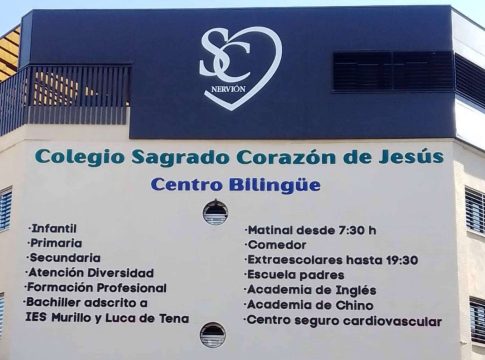 SC
NERVIÓN
Colegio Sagrado Corazón de Jesús
Centro Bilingüe
·Infantil
·Primaria
·Secundaria
·Atención Diversidad
·Formación Profesional
·Bachiller adscrito a
IES Murillo y Luca de Tena
·Matinal desde 7:30 h
·Comedor
·Extraescolares hasta 19:30
·Escuela padres
·Academia de Inglés
·Academia de Chino
·Centro seguro cardiovascular